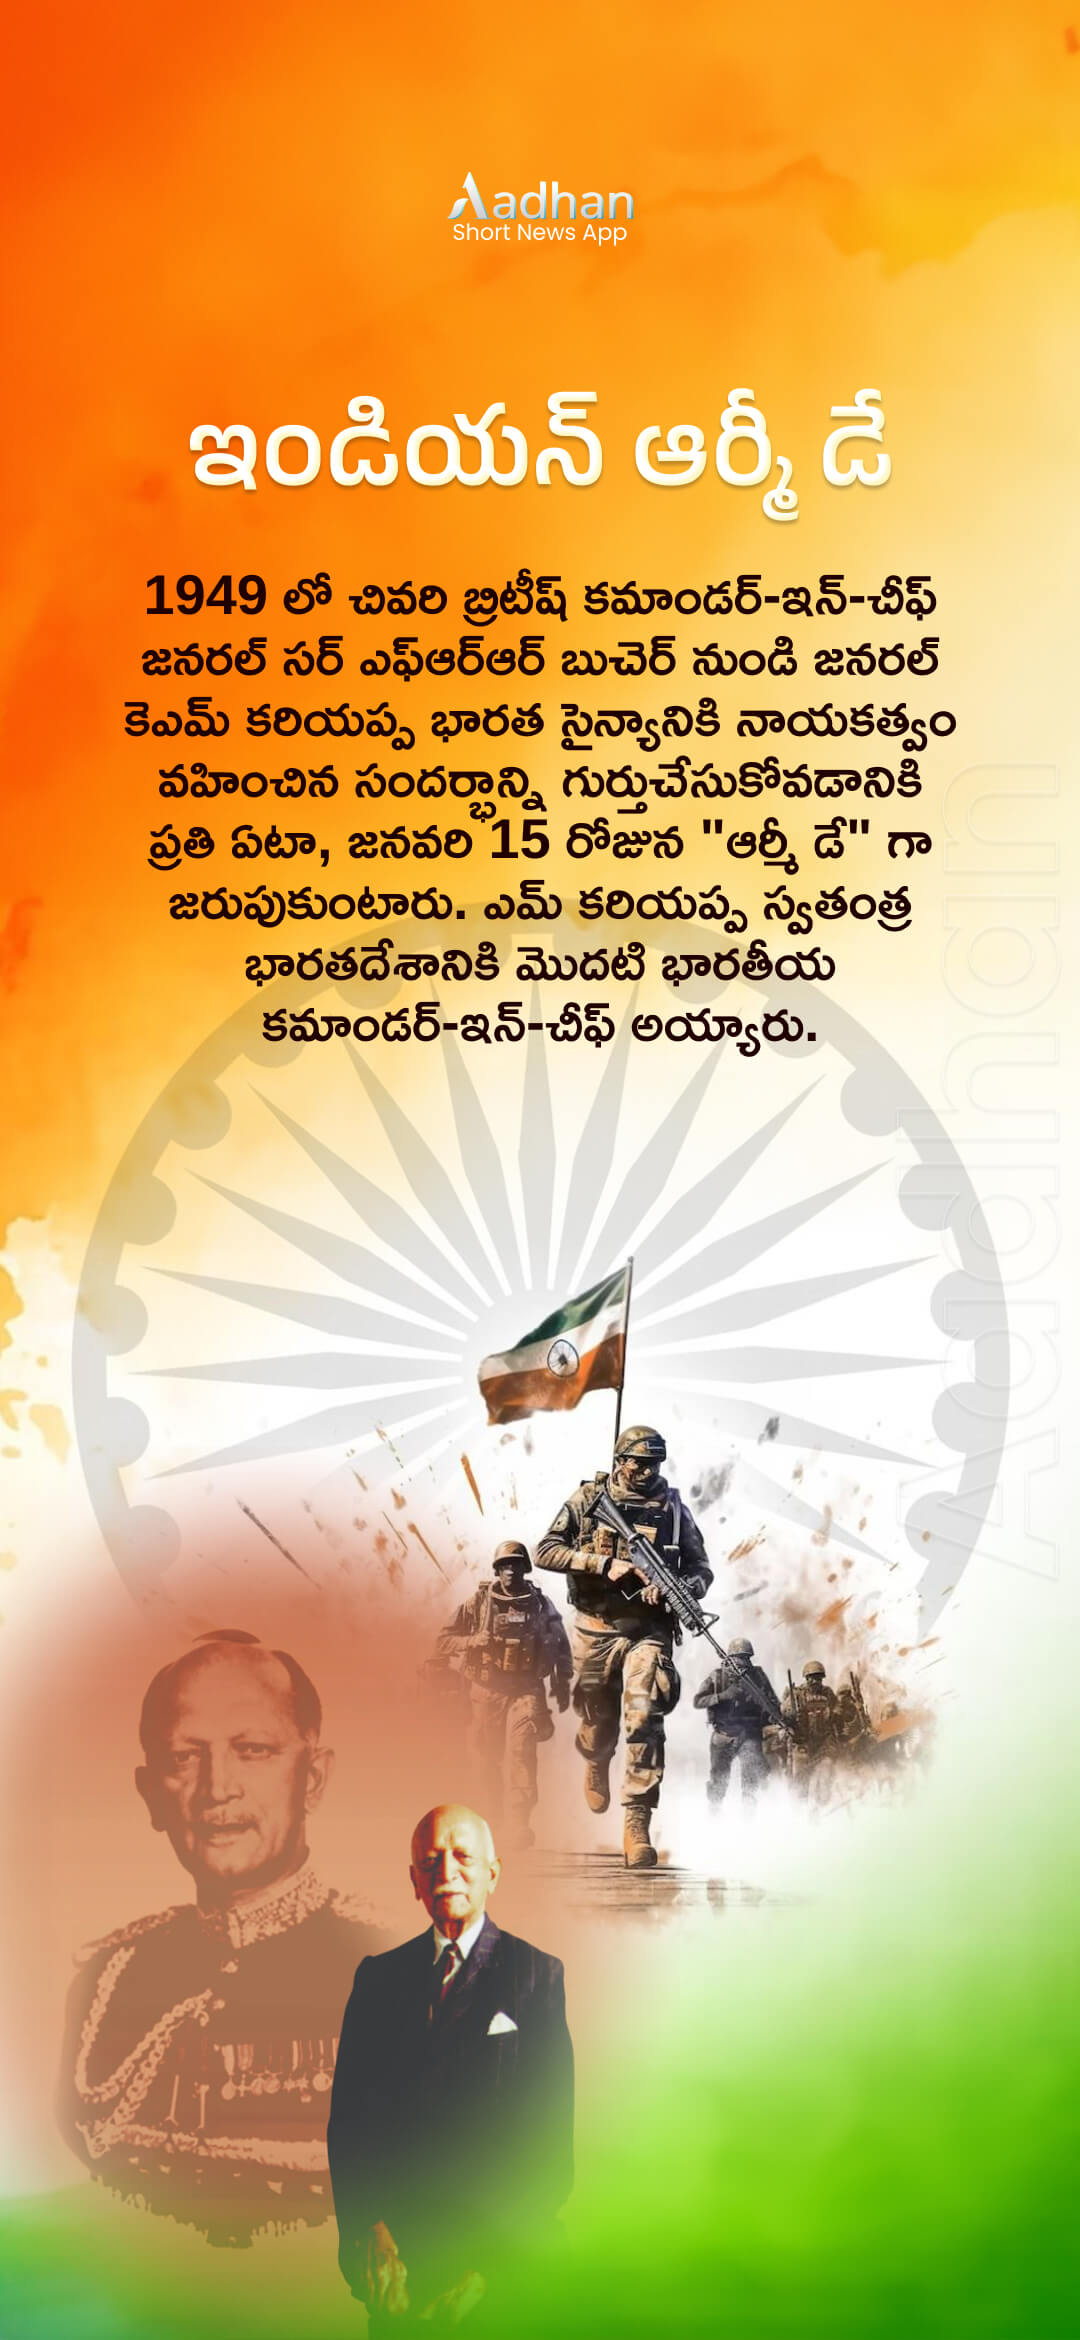 Aadhan
Short News App
ఇండియన్ ఆర్మీ డే
1949 లో చివరి బ్రిటీష్ కమాండర్-ఇన్-చీఫ్
జనరల్ సర్ ఎఫ్ఆర్ఆర్ బుచెర్ నుండి జనరల్
కెఎమ్ కరియప్ప భారత సైన్యానికి నాయకత్వం
వహించిన సందర్భాన్ని గుర్తుచేసుకోవడానికి
ప్రతి ఏటా, జనవరి 15 రోజున "ఆర్మీ డే" గా
జరుపుకుంటారు. ఎమ్ కరియప్ప స్వతంత్ర
భారతదేశానికి మొదటి భారతీయ
కమాండర్-ఇన్-చీఫ్ అయ్యారు.
Aadhan